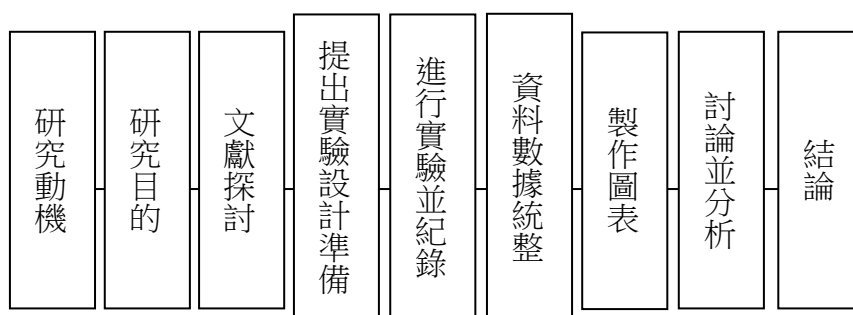 研究動機
研究目的
文獻探討
提出實驗設計準備
進行實驗並紀錄
資料數據統整
製作圖表
討論並分析
結論